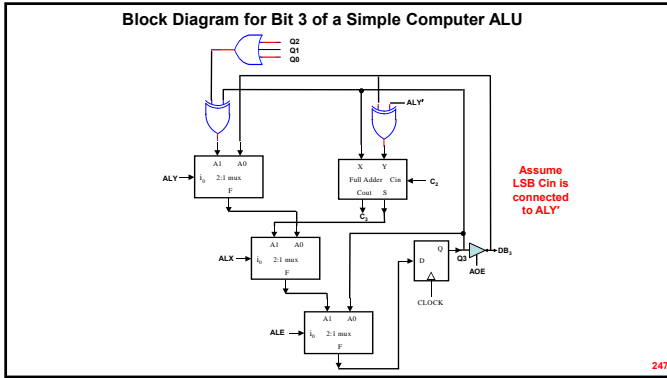 Block Diagram for Bit 3 of a Simple Computer ALU
Q2
Q1
Q0
ALY′
A1 A0
ALY
i0 2:1 mux
F
X Y
Full Adder Cin
Cout S
C2
C3
Assume
LSB Cin is
connected
to ALY′
A1 A0
ALX
i0 2:1 mux
F
Q
D
Q3
DB3
AOE
CLOCK
A1 A0
ALE
i0 2:1 mux
F
247